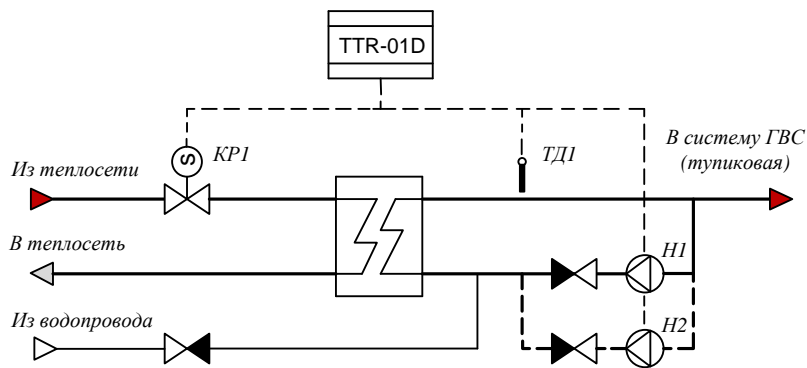 TTR-01D
В систему ГВС
(тупиковая)
Из теплосети
S
КР1
ТД1
В теплосеть
Н1
Из водопровода
Н2